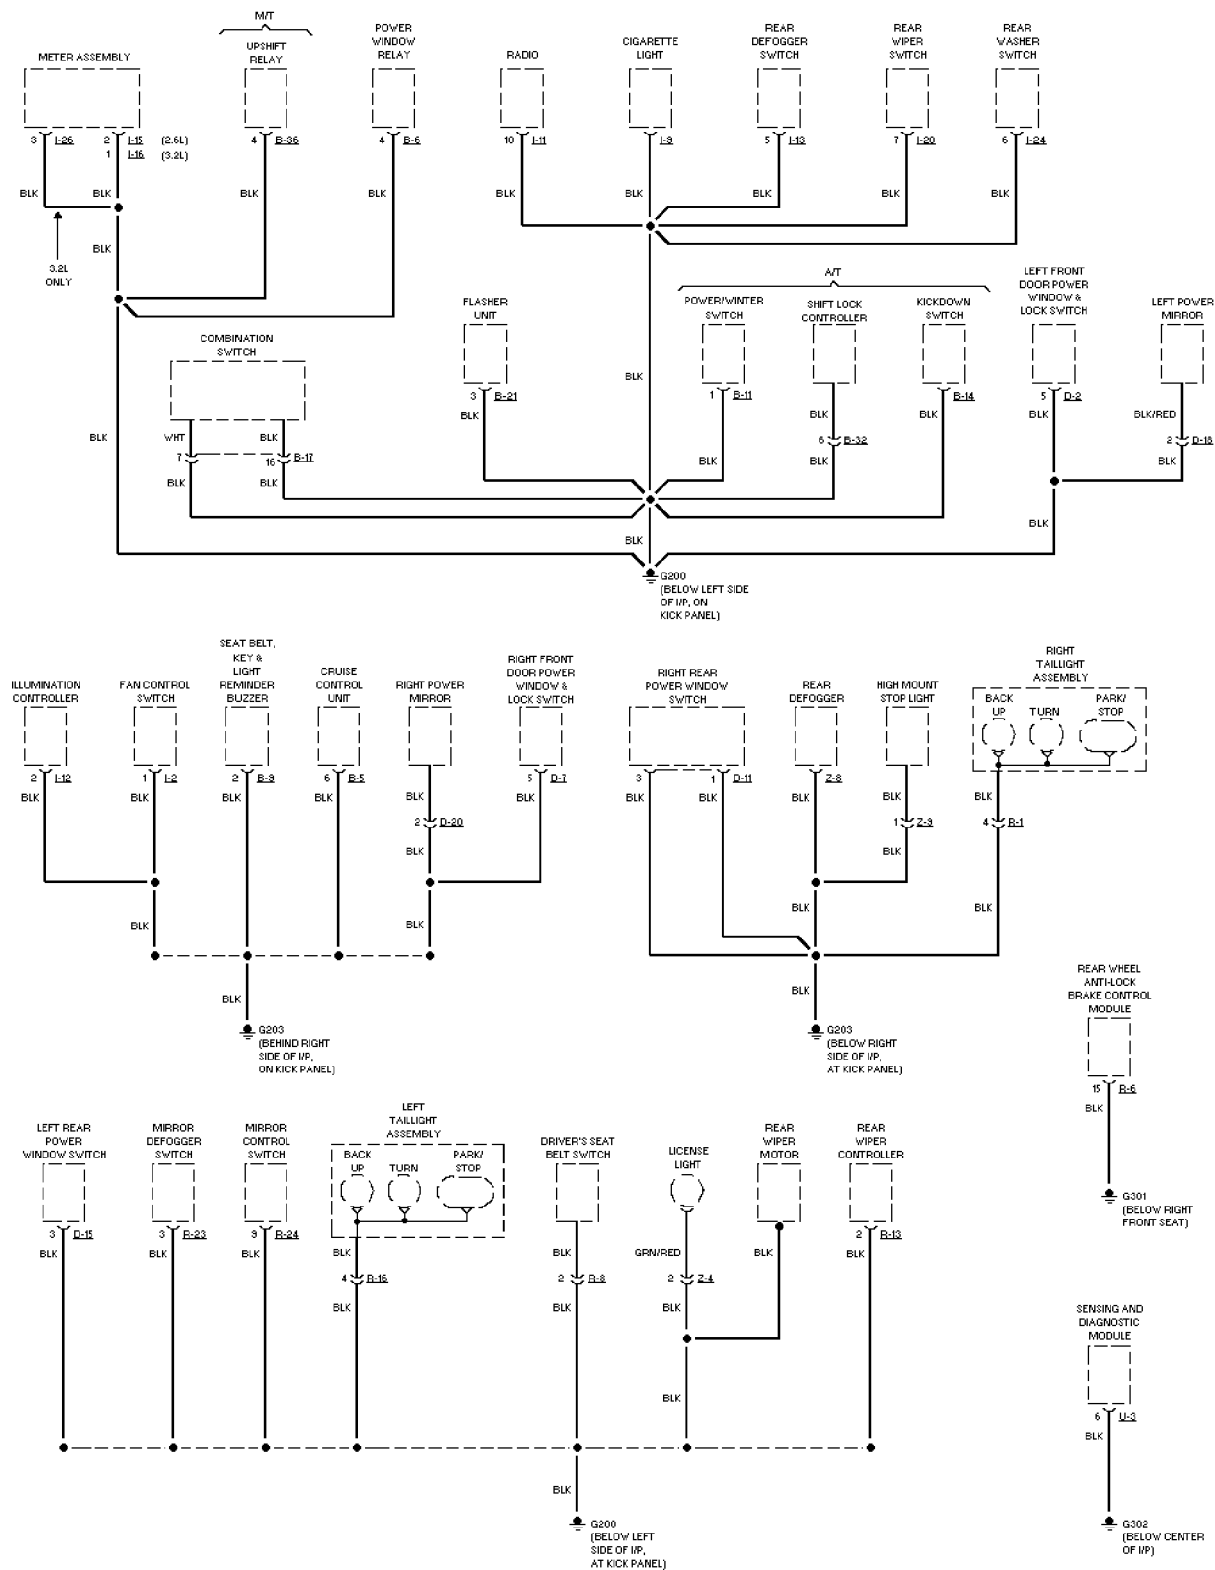 M/T
METER ASSEMBLY
UPSHIFT
RELAY
POWER
WINDOW
RELAY
RADIO
CIGARETTE
LIGHT
REAR
DEFOGGER
SWITCH
REAR
WIPER
SWITCH
REAR
WASHER
SWITCH
3 I-26
2 I-15 (2.6L)
1 I-16 (3.2L)
4 B-36
4 B-6
10 I-11
I-9
5 I-13
7 I-20
6 I-24
BLK BLK BLK BLK BLK BLK BLK BLK BLK
BLK
3.2L
ONLY
A/T
FLASHER
UNIT
POWER/WINTER
SWITCH
SHIFT LOCK
CONTROLLER
KICKDOWN
SWITCH
LEFT FRONT
DOOR POWER
WINDOW &
LOCK SWITCH
LEFT POWER
MIRROR
COMBINATION
SWITCH
BLK
3 B-21
1 B-11
B-14
5 D-2
BLK BLK BLK BLK BLK/RED
BLK WHT BLK
6 B-32
2 D-18
7 16 B-17
BLK BLK BLK BLK BLK
BLK
BLK
G200
(BELOW LEFT SIDE
OF I/P, ON
KICK PANEL)
ILLUMINATION
CONTROLLER
FAN CONTROL
SWITCH
SEAT BELT,
KEY &
LIGHT
REMINDER
BUZZER
CRUISE
CONTROL
UNIT
RIGHT POWER
MIRROR
RIGHT FRONT
DOOR POWER
WINDOW &
LOCK SWITCH
RIGHT REAR
POWER WINDOW
SWITCH
REAR
DEFOGGER
HIGH MOUNT
STOP LIGHT
RIGHT
TAILLIGHT
ASSEMBLY
BACK
UP
TURN
PARK/
STOP
2 I-12
1 I-2
2 B-9
6 B-5
5 D-7
3 1 D-11
Z-8
BLK BLK BLK BLK BLK BLK BLK BLK BLK BLK BLK
2 D-20
1 Z-9
4 R-1
BLK BLK
BLK BLK BLK
BLK BLK
G203
(BEHIND RIGHT
SIDE OF I/P,
ON KICK PANEL)
G203
(BELOW RIGHT
SIDE OF I/P,
AT KICK PANEL)
REAR WHEEL
ANTI-LOCK
BRAKE CONTROL
MODULE
15 R-6
BLK
G301
(BELOW RIGHT
FRONT SEAT)
LEFT REAR
POWER
WINDOW SWITCH
MIRROR
DEFOGGER
SWITCH
MIRROR
CONTROL
SWITCH
LEFT
TAILLIGHT
ASSEMBLY
BACK
UP
TURN
PARK/
STOP
DRIVER'S SEAT
BELT SWITCH
LICENSE
LIGHT
REAR
WIPER
MOTOR
REAR
WIPER
CONTROLLER
3 D-15
3 R-23
9 R-24
2 R-13
BLK BLK BLK BLK BLK GRN/RED BLK BLK
4 R-16
2 R-8
2 Z-4
BLK BLK BLK
BLK
BLK
G200
(BELOW LEFT
SIDE OF I/P,
AT KICK PANEL)
SENSING AND
DIAGNOSTIC
MODULE
6 U-3
BLK
G302
(BELOW CENTER
OF I/P)